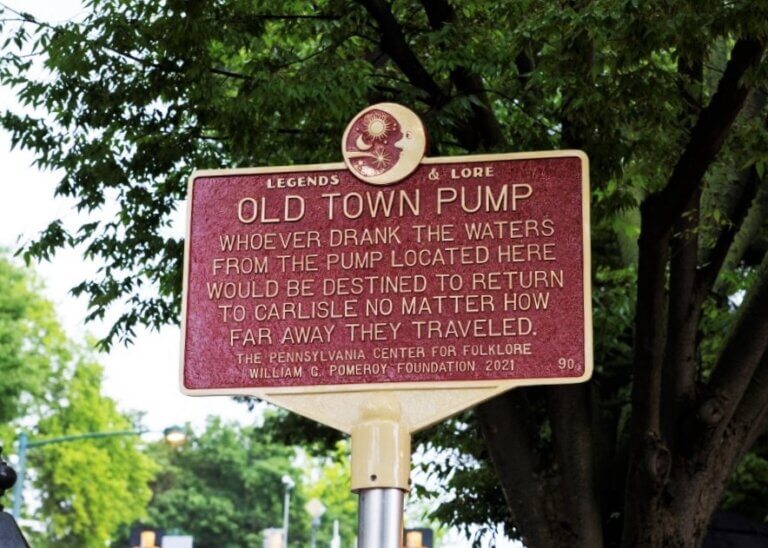 LEGENDS & LORE
OLD TOWN PUMP
WHOEVER DRANK THE WATERS
FROM THE PUMP LOCATED HERE
WOULD BE DESTINED TO RETURN
TO CARLISLE NO MATTER HOW
FAR AWAY THEY TRAVELED.
THE PENNSYLVANIA CENTER FOR FOLKLORE
WILLIAM G. POMEROY FOUNDATION 2021 90